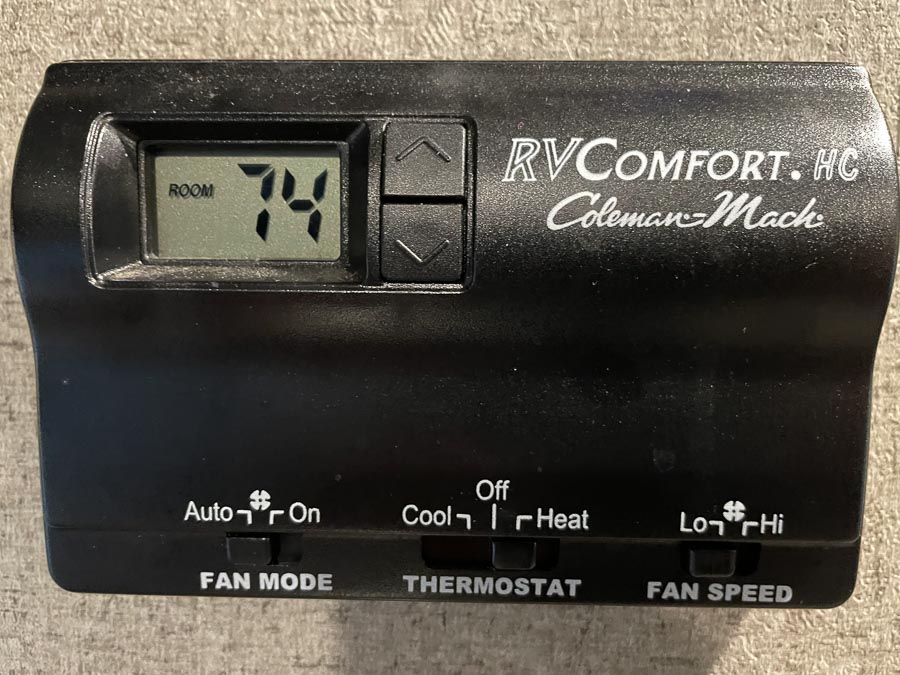 ROOM 74
RVCOMFORT. HC
Coleman-Mach
Off
Auto On
Cool Heat
Lo Hi
FAN MODE
THERMOSTAT
FAN SPEED